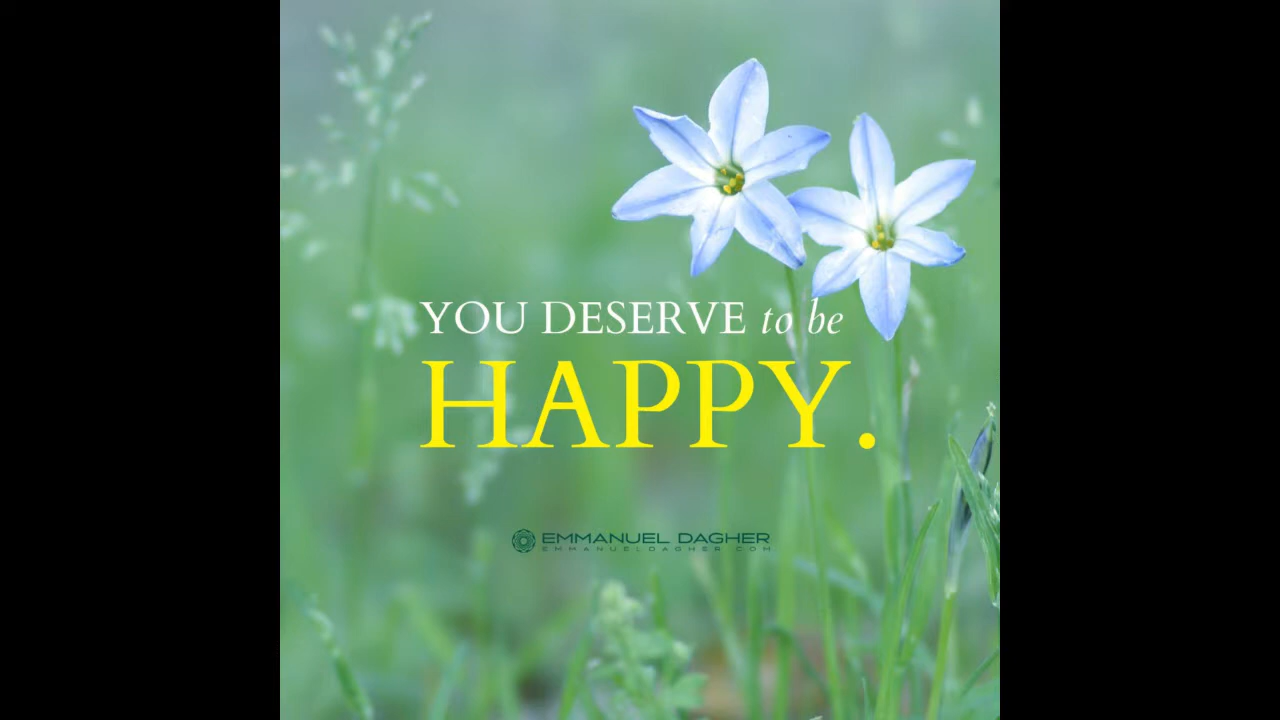 YOU DESERVE to be
HAPPY.
EMMANUEL DAGHER
EMMANUELDAGHER.COM